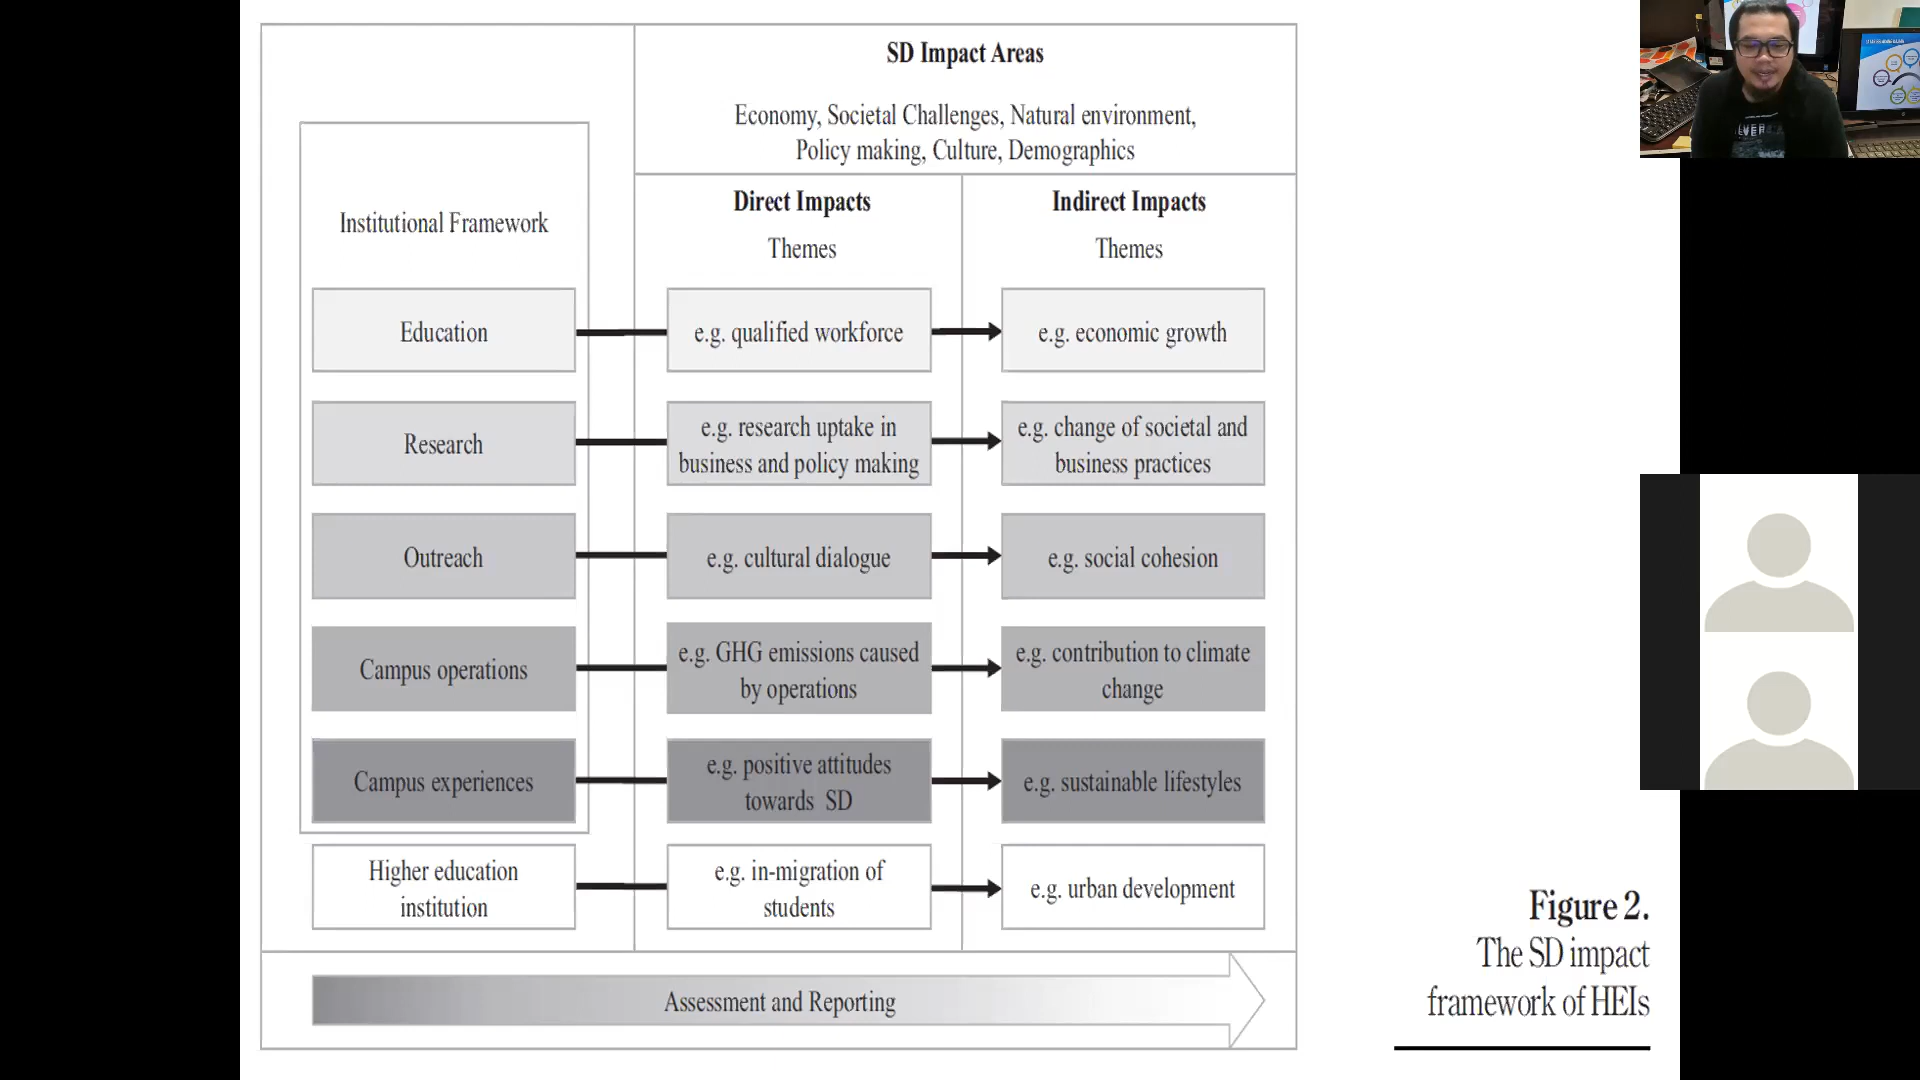 SD Impact Areas
Economy, Societal Challenges, Natural environment,
Policy making, Culture, Demographics
Institutional Framework
Direct Impacts
Themes
Indirect Impacts
Themes
Education
e.g. qualified workforce
e.g. economic growth
Research
e.g. research uptake in
business and policy making
e.g. change of societal and
business practices
Outreach
e.g. cultural dialogue
e.g. social cohesion
Campus operations
e.g. GHG emissions caused
by operations
e.g. contribution to climate
change
Campus experiences
e.g. positive attitudes
towards SD
e.g. sustainable lifestyles
Higher education
institution
e.g. in-migration of
students
e.g. urban development
Assessment and Reporting
Figure 2.
The SD impact
framework of HEIs